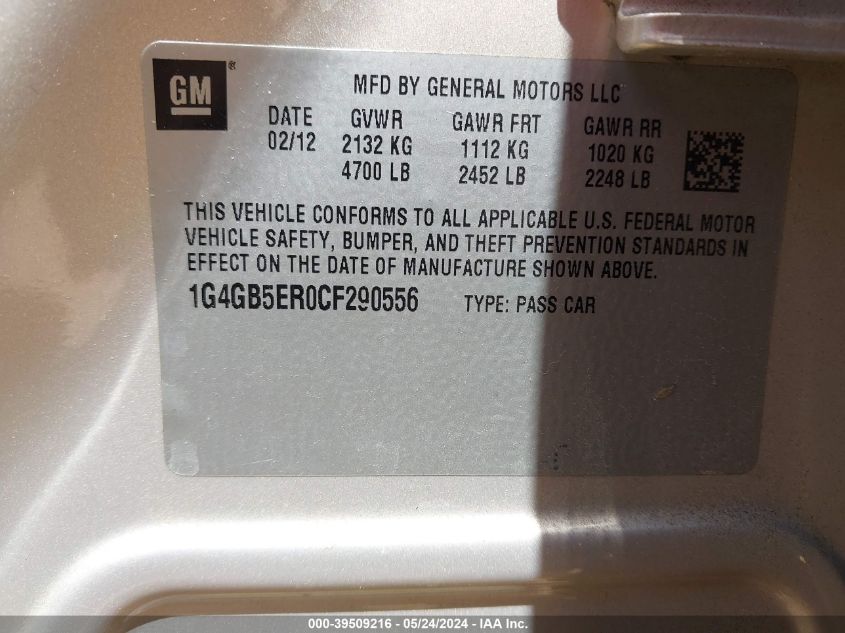 GM®
MFD BY GENERAL MOTORS LLC
DATE GVWR GAWR FRT GAWR RR
02/12 2132 KG 1112 KG 1020 KG
4700 LB 2452 LB 2248 LB
THIS VEHICLE CONFORMS TO ALL APPLICABLE U.S. FEDERAL MOTOR
VEHICLE SAFETY, BUMPER, AND THEFT PREVENTION STANDARDS IN
EFFECT ON THE DATE OF MANUFACTURE SHOWN ABOVE.
1G4GB5ER0CF290556 TYPE: PASS CAR
000-39509216 - 05/24/2024 - IAA Inc.